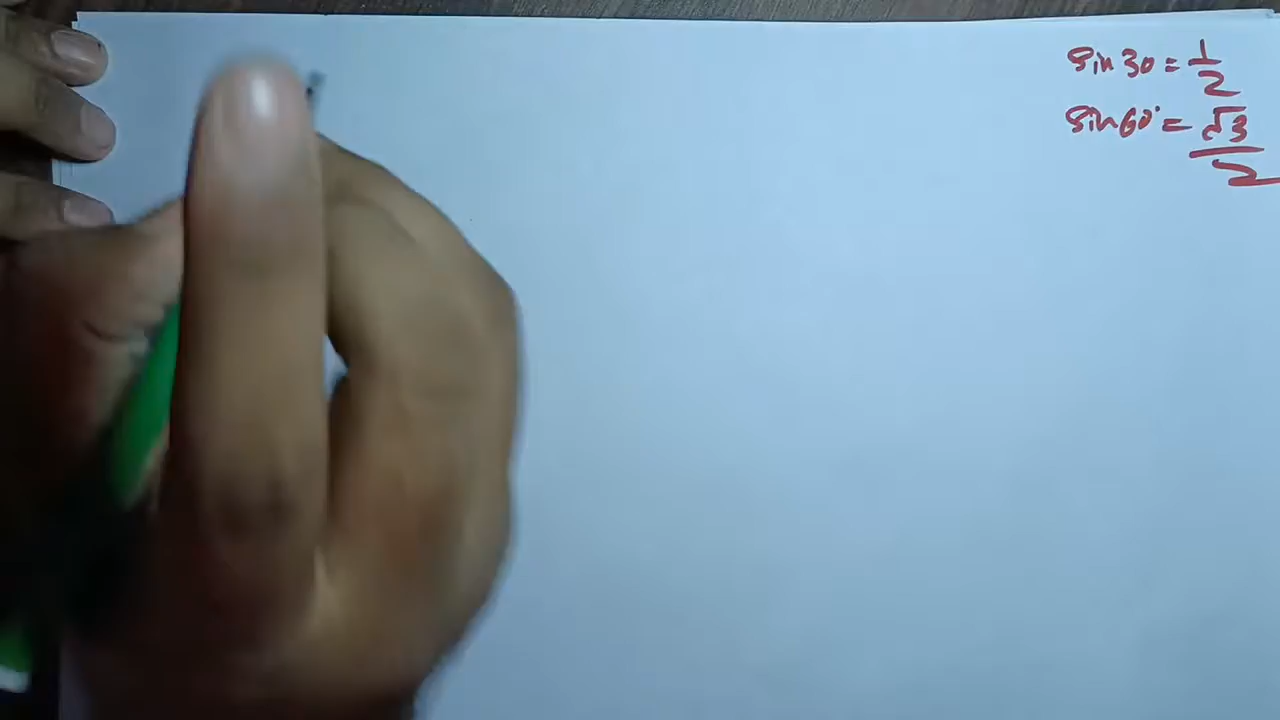 sin 30 = 1/2
sin 60° = √3/2